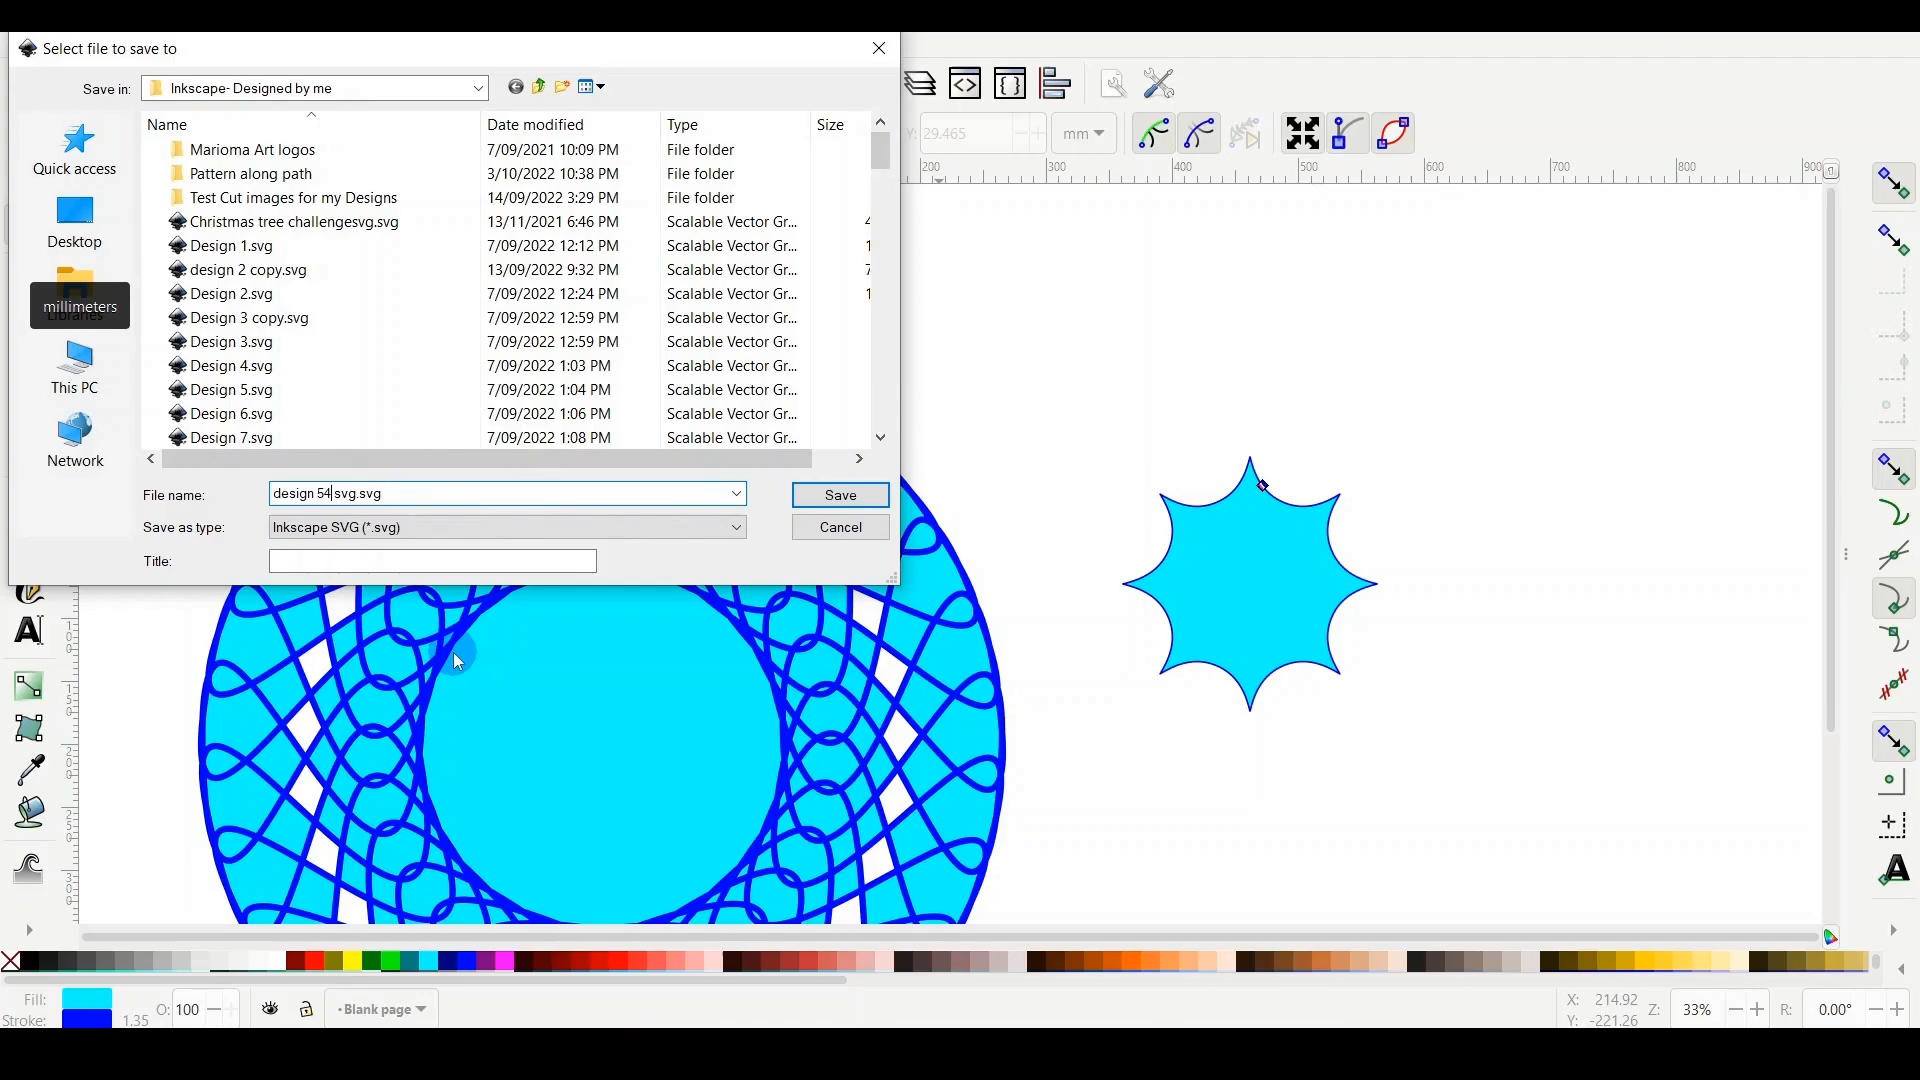 Select file to save to
Save in: Inkscape- Designed by me
Name Date modified Type Size
Marioma Art logos 7/09/2021 10:09 PM File folder
Pattern along path 3/10/2022 10:38 PM File folder
Test Cut images for my Designs 14/09/2022 3:29 PM File folder
Christmas tree challengesvg.svg 13/11/2021 6:46 PM Scalable Vector Gr...
Design 1.svg 7/09/2022 12:12 PM Scalable Vector Gr...
design 2 copy.svg 13/09/2022 9:32 PM Scalable Vector Gr...
Design 2.svg 7/09/2022 12:24 PM Scalable Vector Gr...
Design 3 copy.svg 7/09/2022 12:59 PM Scalable Vector Gr...
Design 3.svg 7/09/2022 12:59 PM Scalable Vector Gr...
Design 4.svg 7/09/2022 1:03 PM Scalable Vector Gr...
Design 5.svg 7/09/2022 1:04 PM Scalable Vector Gr...
Design 6.svg 7/09/2022 1:06 PM Scalable Vector Gr...
Design 7.svg 7/09/2022 1:08 PM Scalable Vector Gr...
Quick access
Desktop
millimeters
Libraries
This PC
Network
File name: design 54svg.svg Save
Save as type: Inkscape SVG (*.svg) Cancel
Title:
Y: 29.465 mm
200 300 400 500 600 700 800 900
100
150
200
250
300
Fill: O: 100 Blank page X: 214.92 Z: 33% R: 0.00°
Stroke: 1.35 Y: -221.26